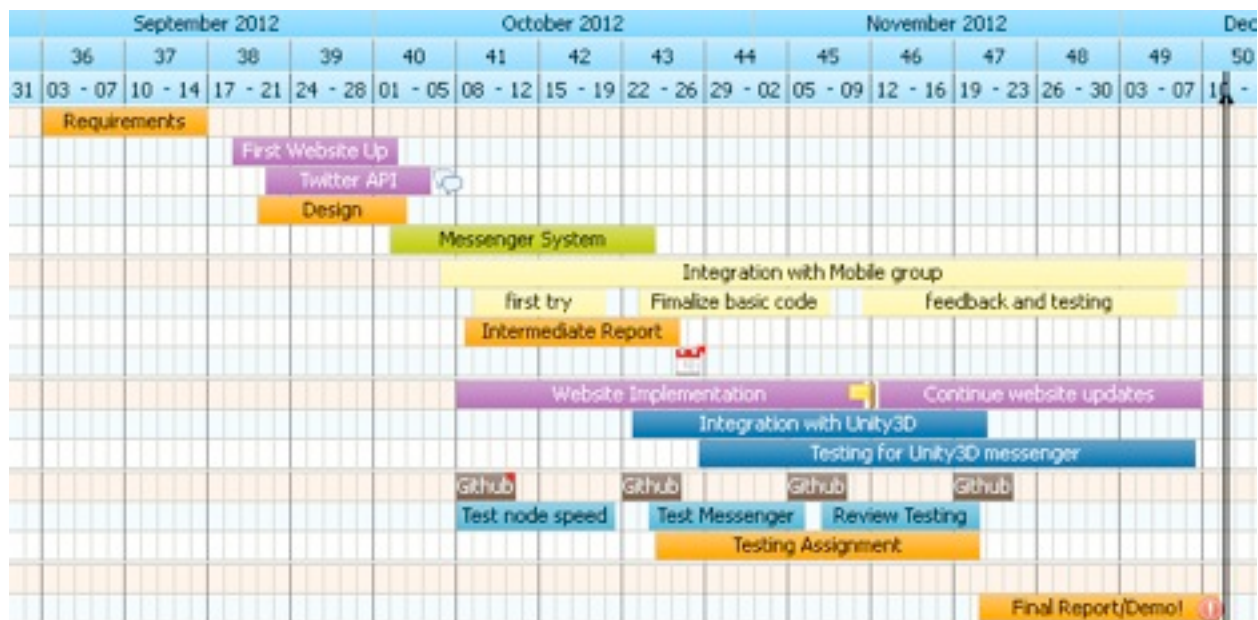 September 2012 October 2012 November 2012 Dec
36 37 38 39 40 41 42 43 44 45 46 47 48 49 50
31 03 - 07 10 - 14 17 - 21 24 - 28 01 - 05 08 - 12 15 - 19 22 - 26 29 - 02 05 - 09 12 - 16 19 - 23 26 - 30 03 - 07 10 -
Requirements
First Website Up
Twitter API
Design
Messenger System
Integration with Mobile group
first try Fimalize basic code feedback and testing
Intermediate Report
Website Implementation Continue website updates
Integration with Unity3D
Testing for Unity3D messenger
Github Github Github Github
Test node speed Test Messenger Review Testing
Testing Assignment
Final Report/Demo!